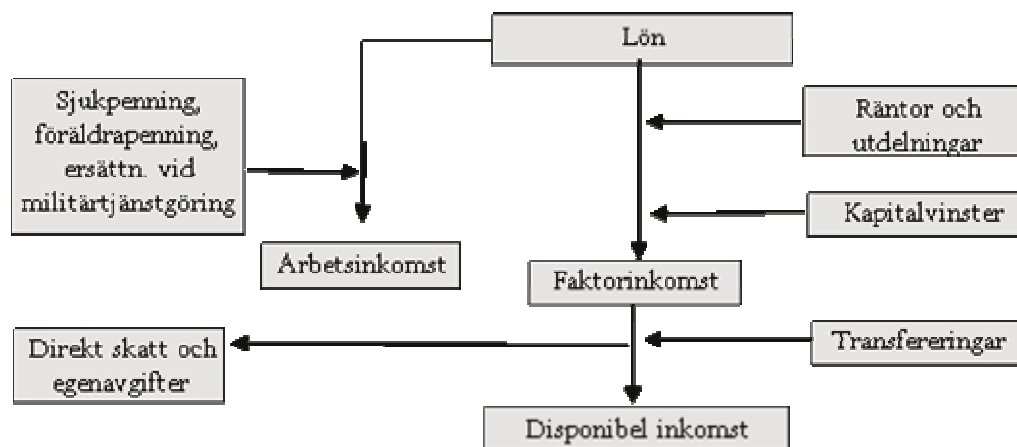 Lön
Sjukpenning,
föräldrapenning,
ersättn. vid
militärtjänstgöring
Räntor och
utdelningar
Kapitalvinster
Arbetsinkomst
Faktorinkomst
Direkt skatt och
egenavgifter
Transfereringar
Disponibel inkomst